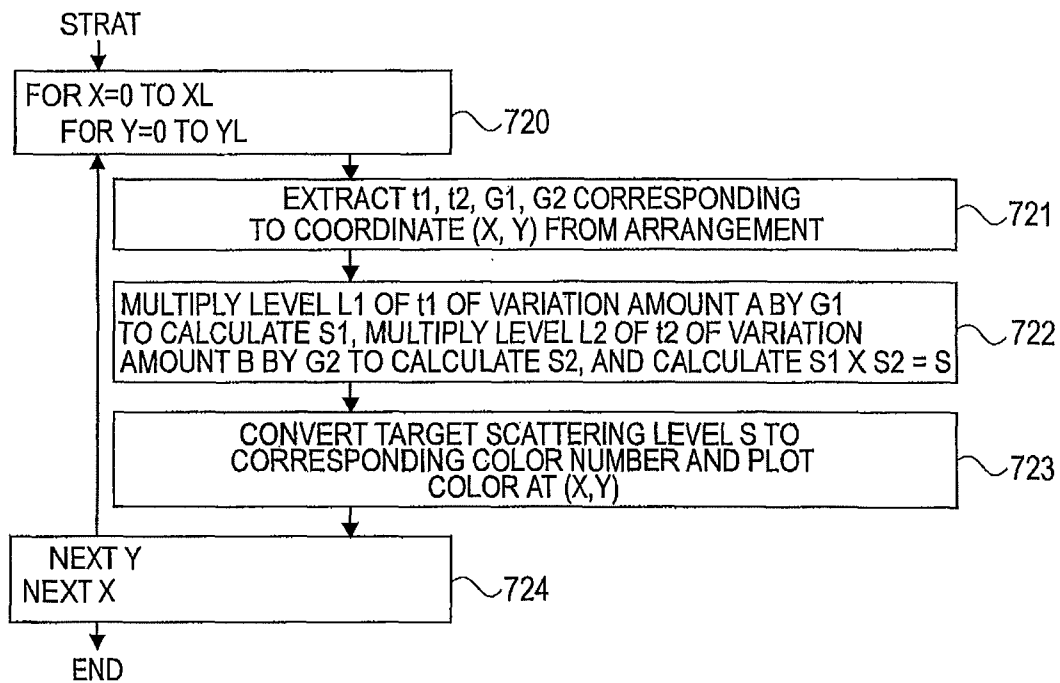 STRAT
FOR X=0 TO XL
FOR Y=0 TO YL
720
EXTRACT t1, t2, G1, G2 CORRESPONDING
TO COORDINATE (X, Y) FROM ARRANGEMENT
721
MULTIPLY LEVEL L1 OF t1 OF VARIATION AMOUNT A BY G1
TO CALCULATE S1, MULTIPLY LEVEL L2 OF t2 OF VARIATION
AMOUNT B BY G2 TO CALCULATE S2, AND CALCULATE S1 X S2 = S
722
CONVERT TARGET SCATTERING LEVEL S TO
CORRESPONDING COLOR NUMBER AND PLOT
COLOR AT (X,Y)
723
NEXT Y
NEXT X
724
END